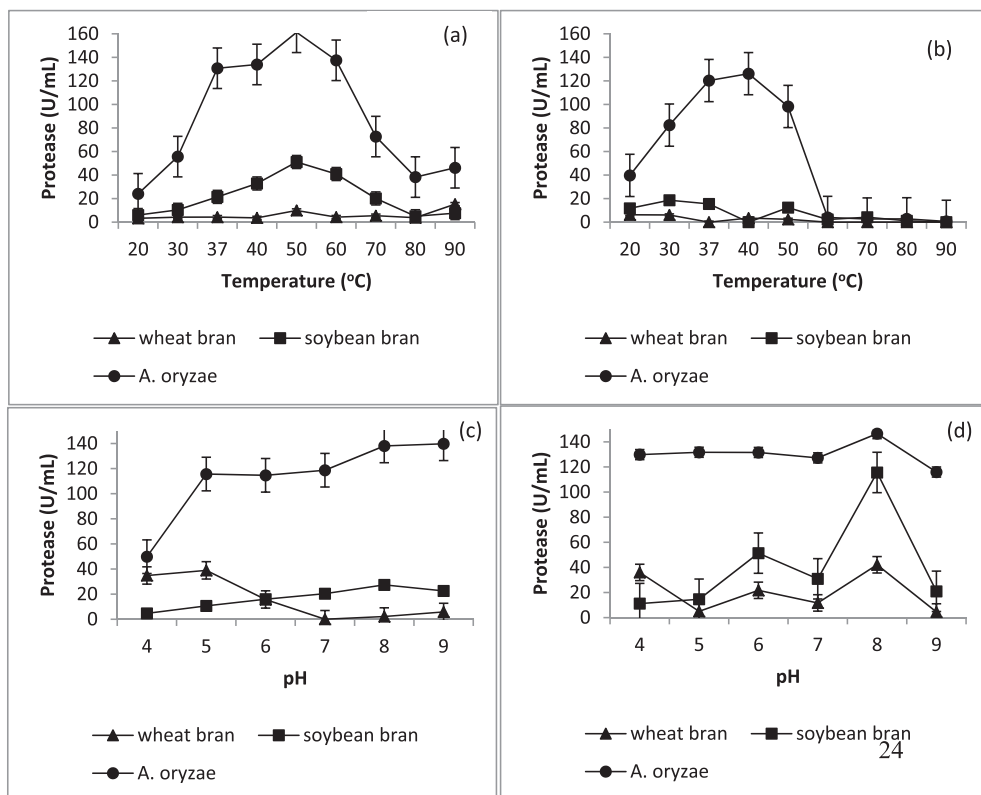 (a)
Protease (U/mL)
160
140
120
100
80
60
40
20
0
20 30 37 40 50 60 70 80 90
Temperature (°C)
wheat bran soybean bran
A. oryzae
(b)
Protease (U/mL)
160
140
120
100
80
60
40
20
0
20 30 37 40 50 60 70 80 90
Temperature (°C)
wheat bran soybean bran
A. oryzae
(c)
Protease (U/mL)
140
120
100
80
60
40
20
0
4 5 6 7 8 9
pH
wheat bran soybean bran
A. oryzae
(d)
Protease (U/mL)
140
120
100
80
60
40
20
0
4 5 6 7 8 9
pH
wheat bran soybean bran
24
A. oryzae